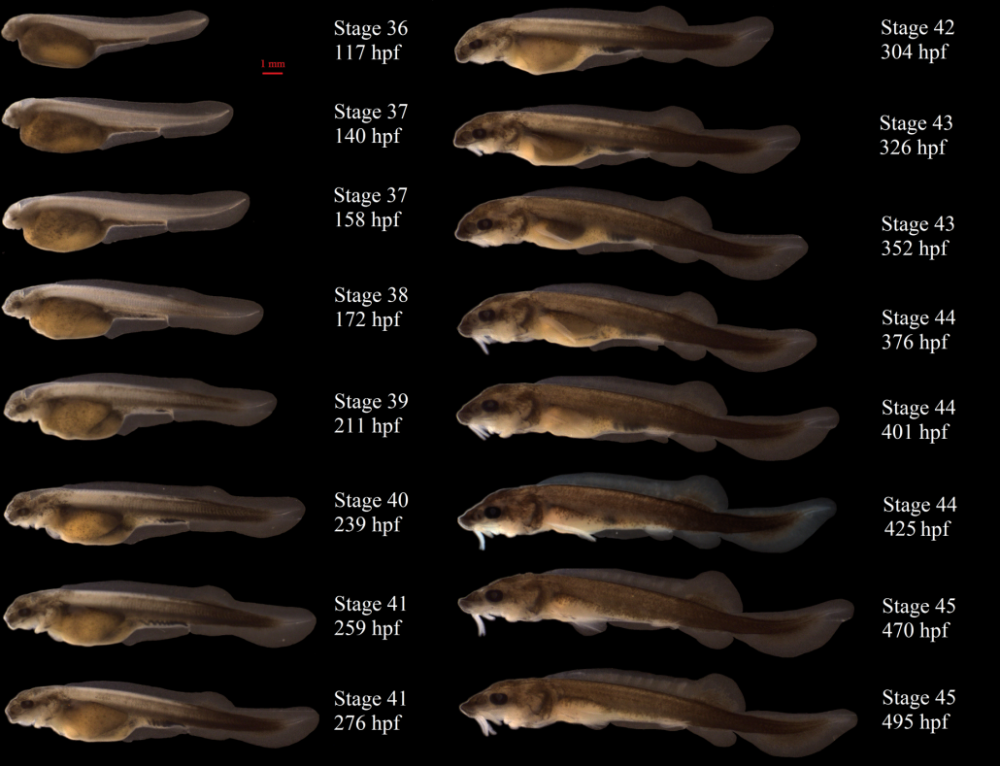 Stage 36
117 hpf
1 mm
Stage 37
140 hpf
Stage 37
158 hpf
Stage 38
172 hpf
Stage 39
211 hpf
Stage 40
239 hpf
Stage 41
259 hpf
Stage 41
276 hpf
Stage 42
304 hpf
Stage 43
326 hpf
Stage 43
352 hpf
Stage 44
376 hpf
Stage 44
401 hpf
Stage 44
425 hpf
Stage 45
470 hpf
Stage 45
495 hpf